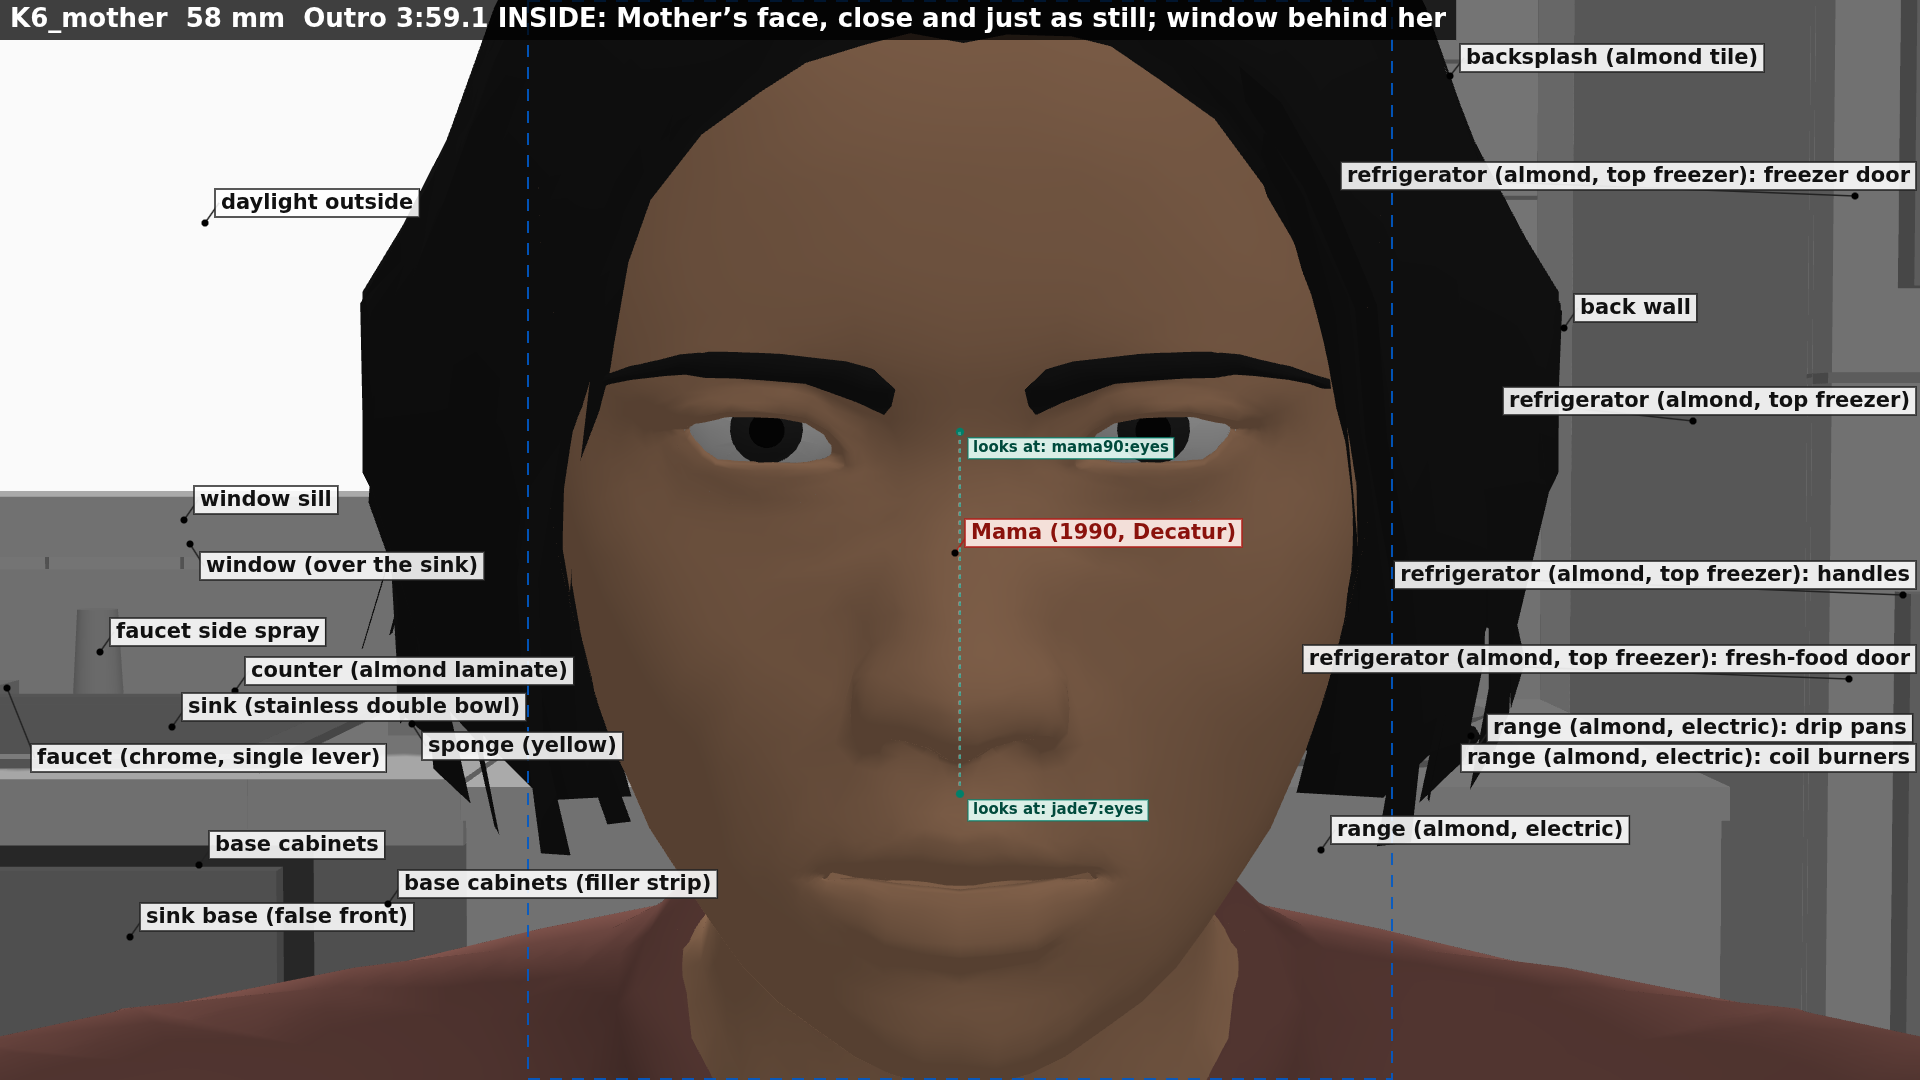 K6_mother  58 mm  Outro 3:59.1 INSIDE: Mother’s face, close and just as still; window behind her
backsplash (almond tile)
refrigerator (almond, top freezer): freezer door
daylight outside
back wall
refrigerator (almond, top freezer)
looks at: mama90:eyes
window sill
Mama (1990, Decatur)
window (over the sink)
refrigerator (almond, top freezer): handles
faucet side spray
refrigerator (almond, top freezer): fresh-food door
counter (almond laminate)
sink (stainless double bowl)
range (almond, electric): drip pans
sponge (yellow)
faucet (chrome, single lever)
range (almond, electric): coil burners
looks at: jade7:eyes
range (almond, electric)
base cabinets
base cabinets (filler strip)
sink base (false front)